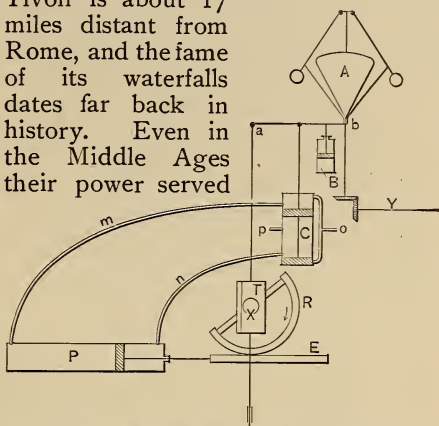 Tivoli is about 17
miles distant from
Rome, and the fame
of its waterfalls
dates far back in
history. Even in
the Middle Ages
their power served
A
a
b
B
Y
m
p
C
o
n
T
X
R
P
E